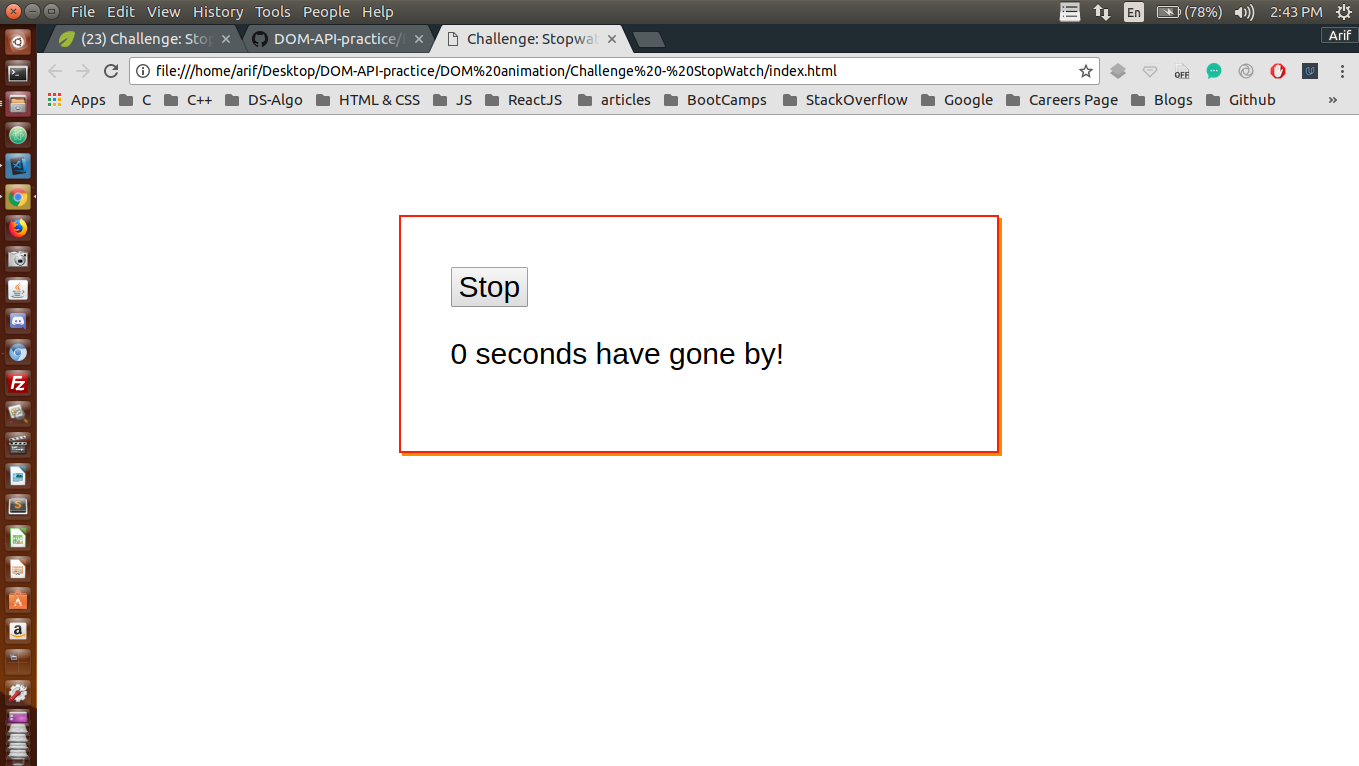 File Edit View History Tools People Help En (78%) 2:43 PM
(23) Challenge: Sto DOM-API-practice/ Challenge: Stopwat Arif
file:///home/arif/Desktop/DOM-API-practice/DOM%20animation/Challenge%20-%20StopWatch/index.html OFF
Apps C C++ DS-Algo HTML & CSS JS ReactJS articles BootCamps StackOverflow Google Careers Page Blogs Github »
Stop
0 seconds have gone by!